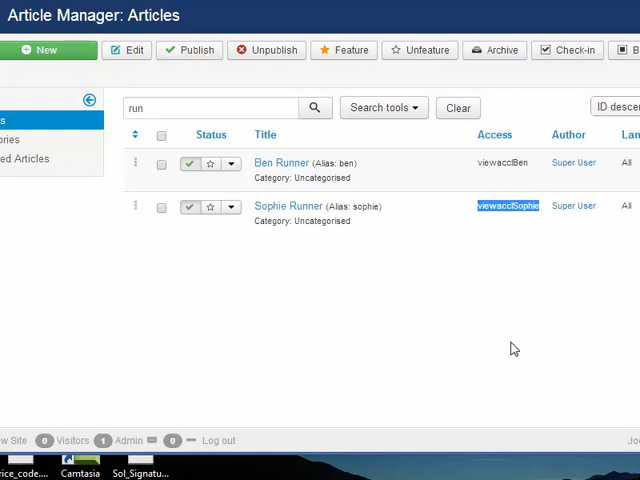 Article Manager: Articles
New Edit Publish Unpublish Feature Unfeature Archive Check-in B
run Search tools Clear ID descen
s
ories
ed Articles
Status Title Access Author Lan
Ben Runner (Alias: ben) viewacclBen Super User All
Category: Uncategorised
Sophie Runner (Alias: sophie) viewacclSophie Super User All
Category: Uncategorised
w Site 0 Visitors 1 Admin 0 Log out Joo
rice_code.... Camtasia Sol_Signatu...